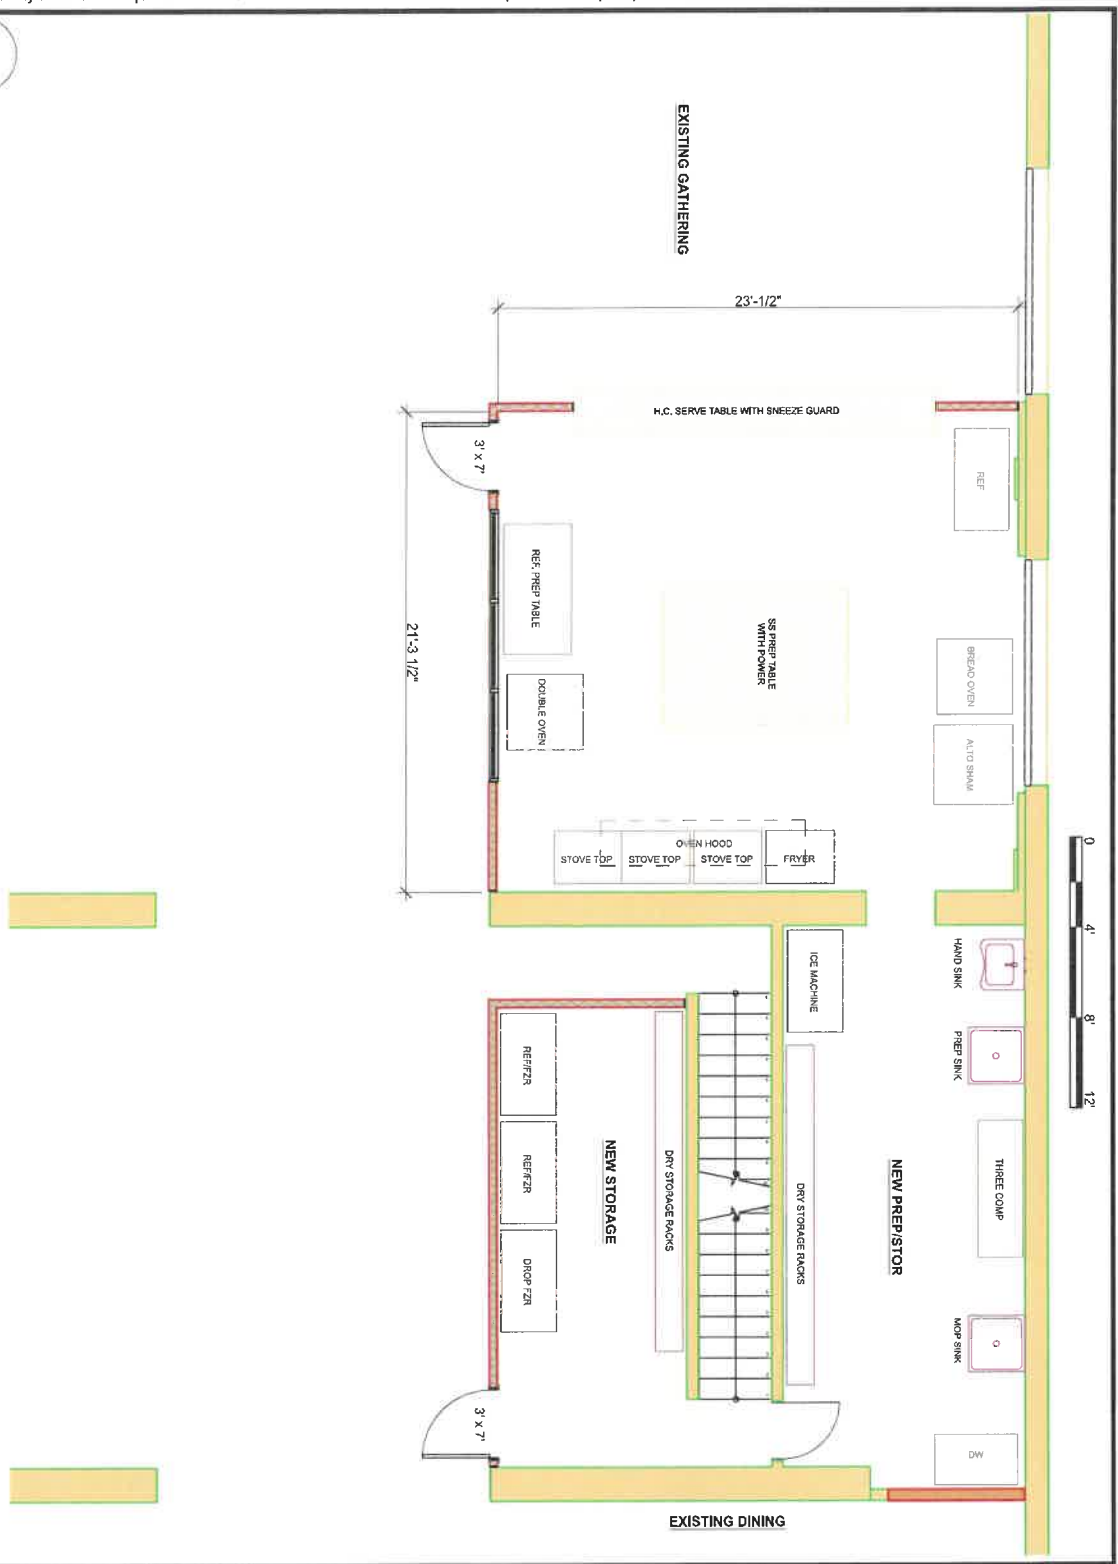 EXISTING GATHERING
23'-1/2"
H.C. SERVE TABLE WITH SNEEZE GUARD
REF
3' x 7'
REF. PREP TABLE
21'-3 1/2"
SS PREP TABLE
WITH POWER
BREAD OVEN
DOUBLE OVEN
ALTO SHAM
OVEN HOOD
STOVE TOP
STOVE TOP
STOVE TOP
FRYER
0
4'
8'
12'
HAND SINK
ICE MACHINE
PREP SINK
REF/FZR
THREE COMP
REF/FZR
NEW STORAGE
DRY STORAGE RACKS
DRY STORAGE RACKS
NEW PREP/STOR
DROP FZR
MOP SINK
3' x 7'
DW
EXISTING DINING